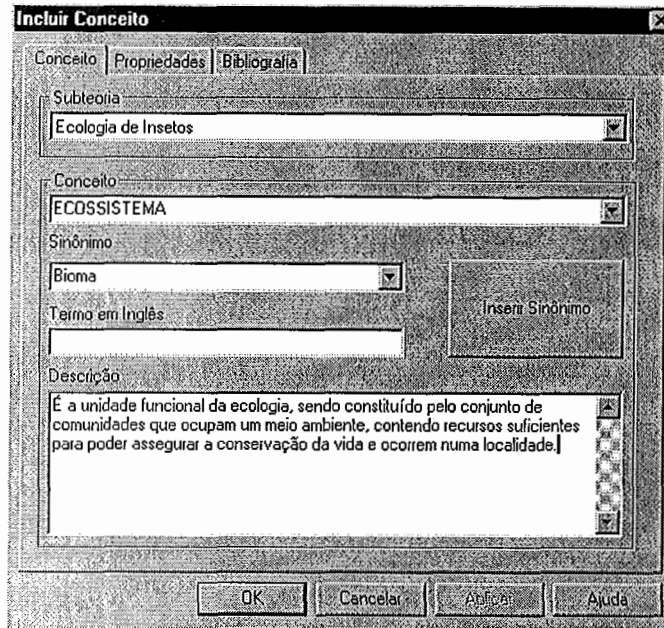 Incluir Conceito
Conceito Propriedades Bibliografia
Subteoria
Ecologia de Insetos
Conceito
ECOSSISTEMA
Sinônimo
Bioma
Inserir Sinônimo
Termo em Inglês
Descrição
É a unidade funcional da ecologia, sendo constituído pelo conjunto de
comunidades que ocupam um meio ambiente, contendo recursos suficientes
para poder assegurar a conservação da vida e ocorrem numa localidade.
OK Cancelar Aplicar Ajuda